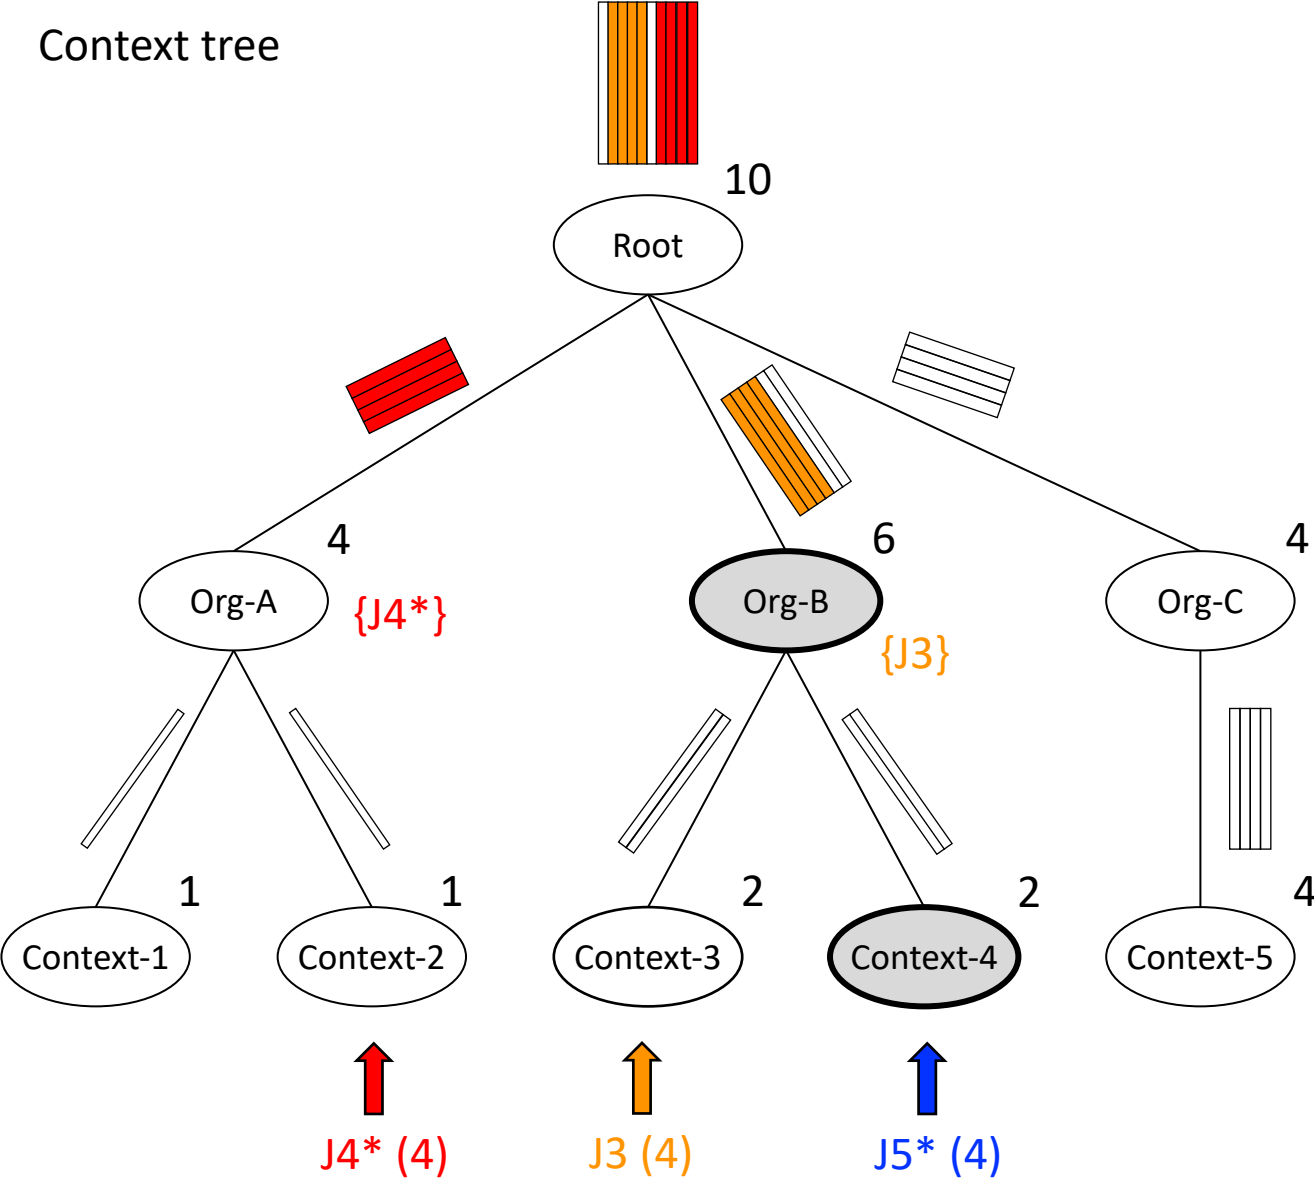 Context tree
10
Root
4
6
4
Org-A
{J4*}
Org-B
{J3}
Org-C
1
1
2
2
4
Context-1
Context-2
Context-3
Context-4
Context-5
J4* (4)
J3 (4)
J5* (4)